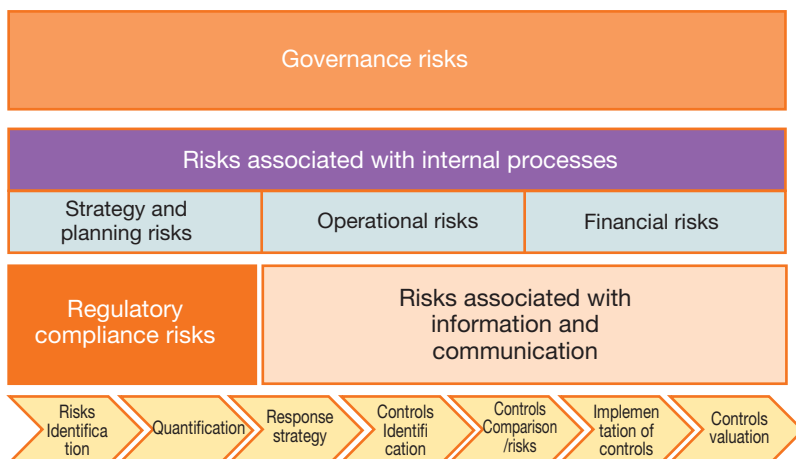 Governance risks
Risks associated with internal processes
Strategy and
planning risks
Operational risks
Financial risks
Regulatory
compliance risks
Risks associated with
information and
communication
Risks
Identifica
tion
Quantification
Response
strategy
Controls
Identifi
cation
Controls
Comparison
/risks
Implemen
tation of
controls
Controls
valuation